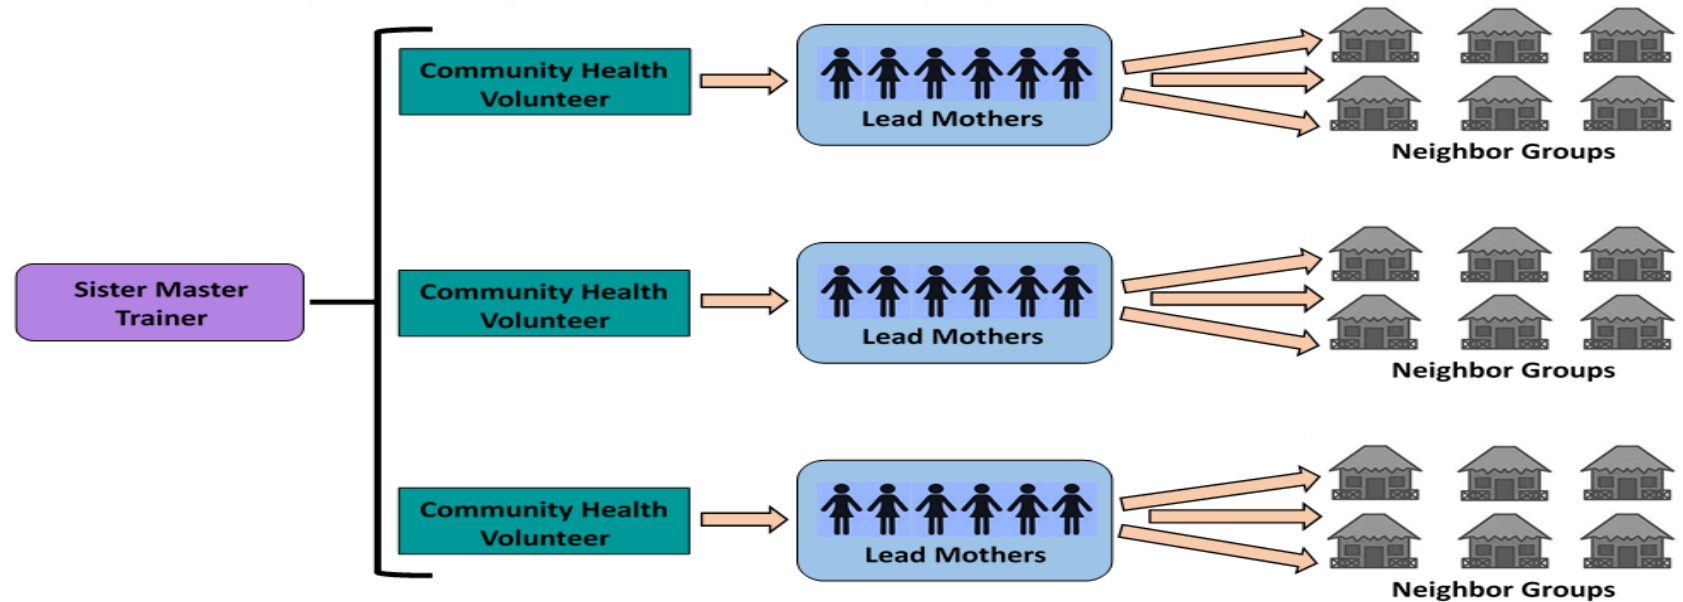 Sister Master
Trainer
Community Health
Volunteer
Lead Mothers
Neighbor Groups
Community Health
Volunteer
Lead Mothers
Neighbor Groups
Community Health
Volunteer
Lead Mothers
Neighbor Groups